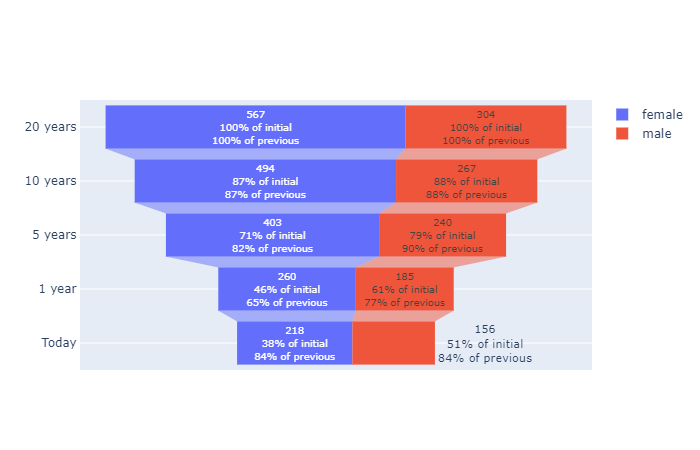 female
male
20 years
567
100% of initial
100% of previous
304
100% of initial
100% of previous
10 years
494
87% of initial
87% of previous
267
88% of initial
88% of previous
5 years
403
71% of initial
82% of previous
240
79% of initial
90% of previous
1 year
260
46% of initial
65% of previous
185
61% of initial
77% of previous
Today
218
38% of initial
84% of previous
156
51% of initial
84% of previous